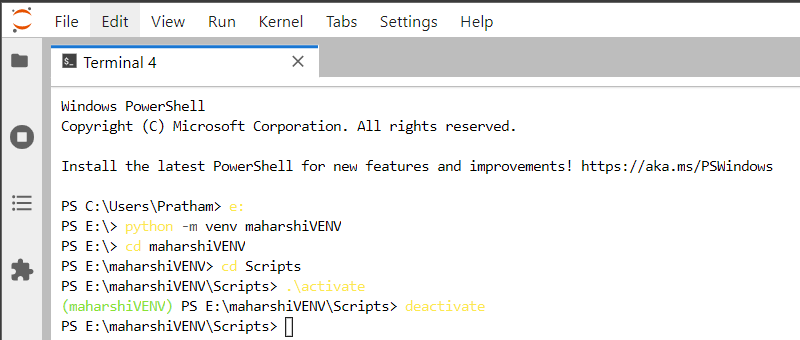 File Edit View Run Kernel Tabs Settings Help
Terminal 4
Windows PowerShell
Copyright (C) Microsoft Corporation. All rights reserved.
Install the latest PowerShell for new features and improvements! https://aka.ms/PSWindows
PS C:\Users\Pratham> e:
PS E:\> python -m venv maharshiVENV
PS E:\> cd maharshiVENV
PS E:\maharshiVENV> cd Scripts
PS E:\maharshiVENV\Scripts> .\activate
(maharshiVENV) PS E:\maharshiVENV\Scripts> deactivate
PS E:\maharshiVENV\Scripts>